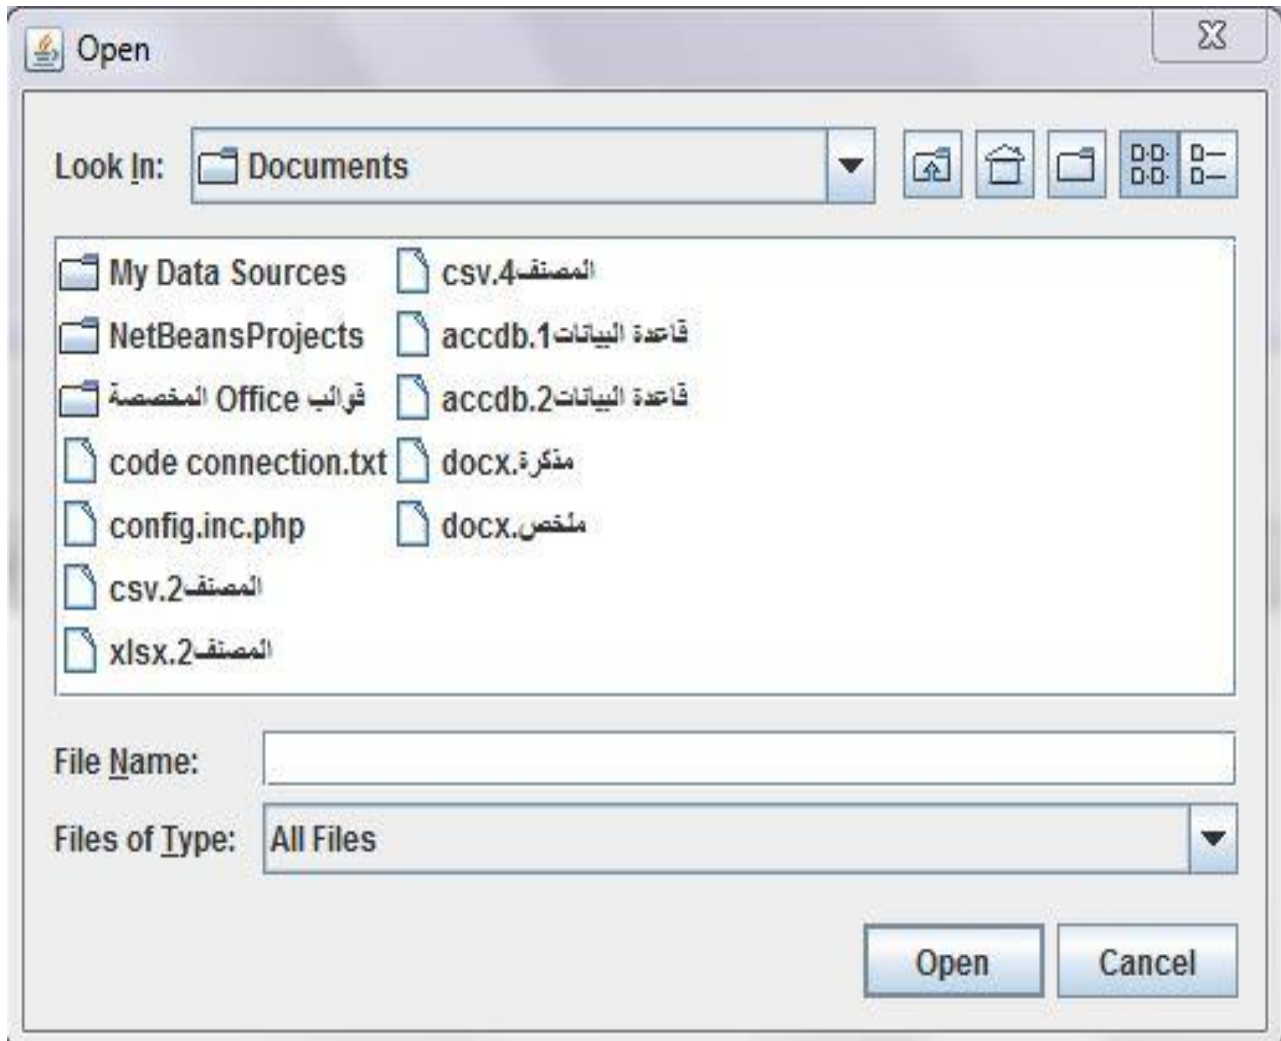 Open
Look In: Documents
My Data Sources
NetBeansProjects
قوالب Office المخصصة
code connection.txt
config.inc.php
المصنف2.csv
المصنف2.xlsx
المصنف4.csv
قاعدة البيانات1.accdb
قاعدة البيانات2.accdb
مذكرة.docx
ملخص.docx
File Name:
Files of Type: All Files
Open Cancel